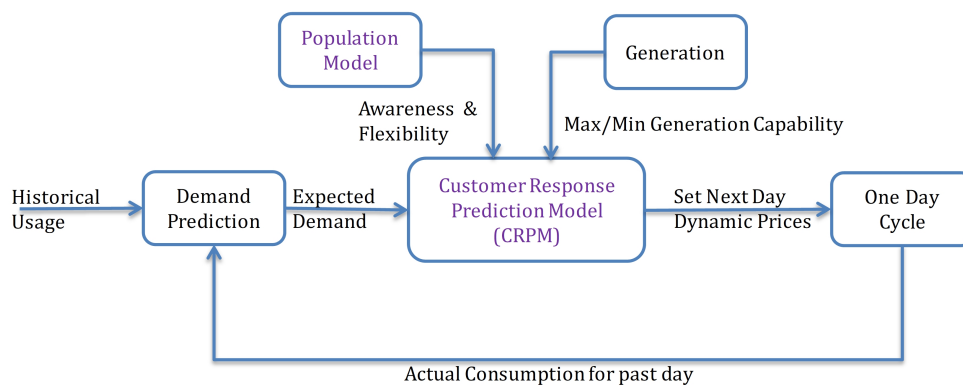 Population
Model
Generation
Awareness &
Flexibility
Max/Min Generation Capability
Historical
Usage
Demand
Prediction
Expected
Demand
Customer Response
Prediction Model
(CRPM)
Set Next Day
Dynamic Prices
One Day
Cycle
Actual Consumption for past day